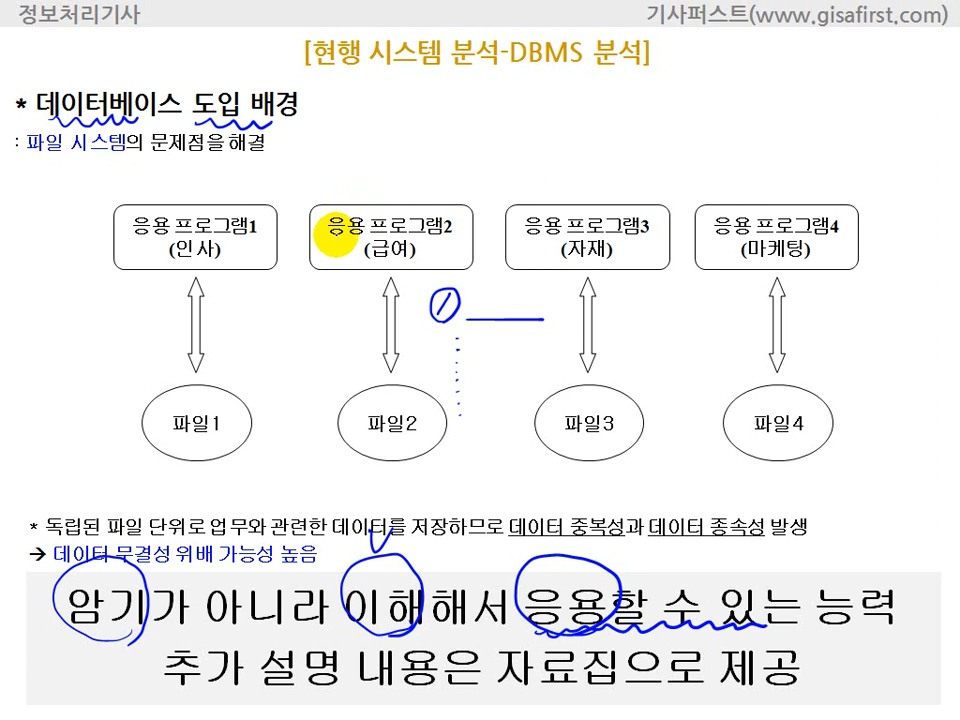 정보처리기사
기사퍼스트(www.gisafirst.com)
[현행 시스템 분석-DBMS 분석]
* 데이터베이스 도입 배경
: 파일 시스템의 문제점을 해결
응용 프로그램1
(인사)
응용 프로그램2
(급여)
응용 프로그램3
(자재)
응용 프로그램4
(마케팅)
①
파일1
파일2
파일3
파일4
* 독립된 파일 단위로 업무와 관련한 데이터를 저장하므로 데이터 중복성과 데이터 종속성 발생
→ 데이터 무결성 위배 가능성 높음
암기가 아니라 이해해서 응용할 수 있는 능력
추가 설명 내용은 자료집으로 제공